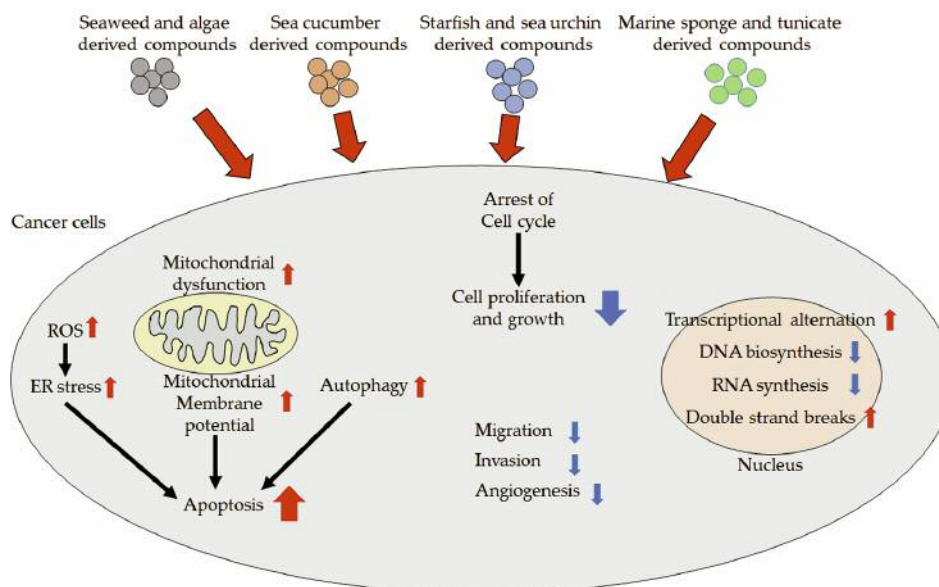 Seaweed and algae
derived compounds
Sea cucumber
derived compounds
Starfish and sea urchin
derived compounds
Marine sponge and tunicate
derived compounds
Cancer cells
Arrest of
Cell cycle
Mitochondrial
dysfunction
Cell proliferation
and growth
ROS
ER stress
Mitochondrial
Membrane
potential
Autophagy
Apoptosis
Migration
Invasion
Angiogenesis
Transcriptional alternation
DNA biosynthesis
RNA synthesis
Double strand breaks
Nucleus